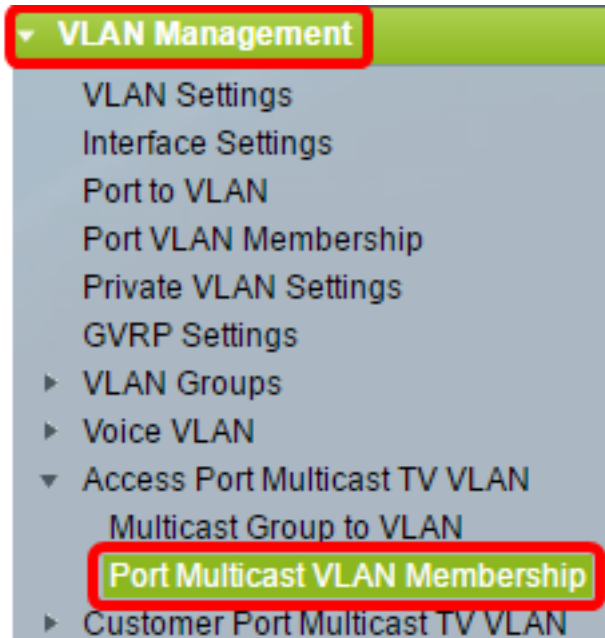 VLAN Management
VLAN Settings
Interface Settings
Port to VLAN
Port VLAN Membership
Private VLAN Settings
GVRP Settings
VLAN Groups
Voice VLAN
Access Port Multicast TV VLAN
Multicast Group to VLAN
Port Multicast VLAN Membership
Customer Port Multicast TV VLAN